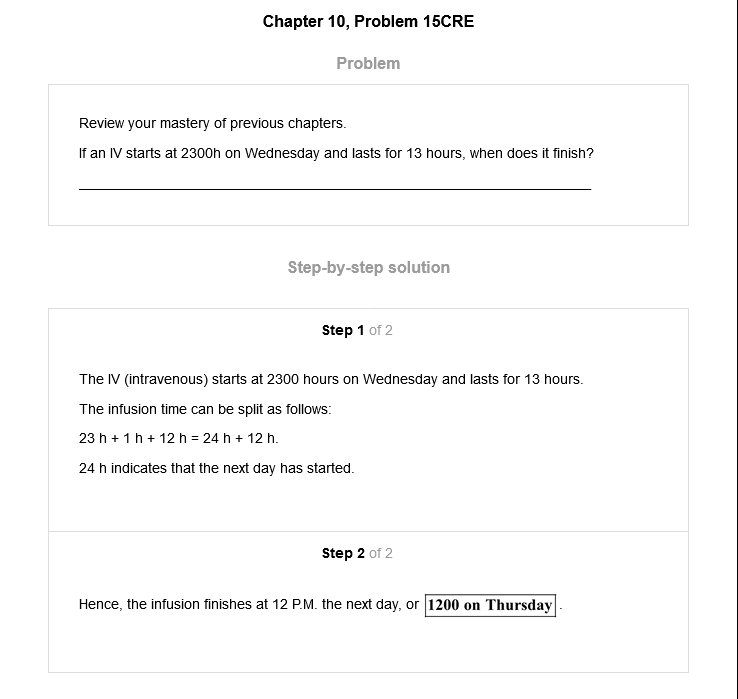 Chapter 10, Problem 15CRE
Problem
Review your mastery of previous chapters.
If an IV starts at 2300h on Wednesday and lasts for 13 hours, when does it finish?
Step-by-step solution
Step 1 of 2
The IV (intravenous) starts at 2300 hours on Wednesday and lasts for 13 hours.
The infusion time can be split as follows:
23 h + 1 h + 12 h = 24 h + 12 h.
24 h indicates that the next day has started.
Step 2 of 2
Hence, the infusion finishes at 12 P.M. the next day, or 1200 on Thursday.